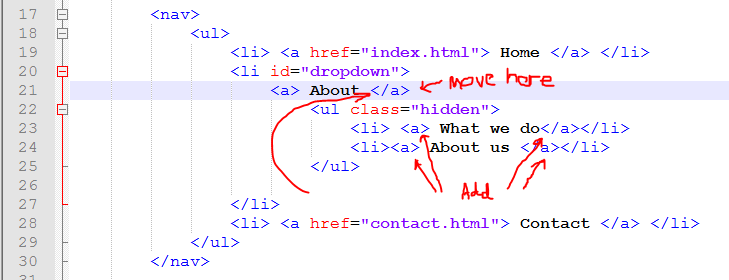 17 <nav>
18 <ul>
19 <li> <a href="index.html"> Home </a> </li>
20 <li id="dropdown">
21 <a> About </a> move here
22 <ul class="hidden">
23 <li> <a> What we do</a></li>
24 <li><a> About us </a></li>
25 </ul>
26 Add
27 </li>
28 <li> <a href="contact.html"> Contact </a> </li>
29 </ul>
30 </nav>
31